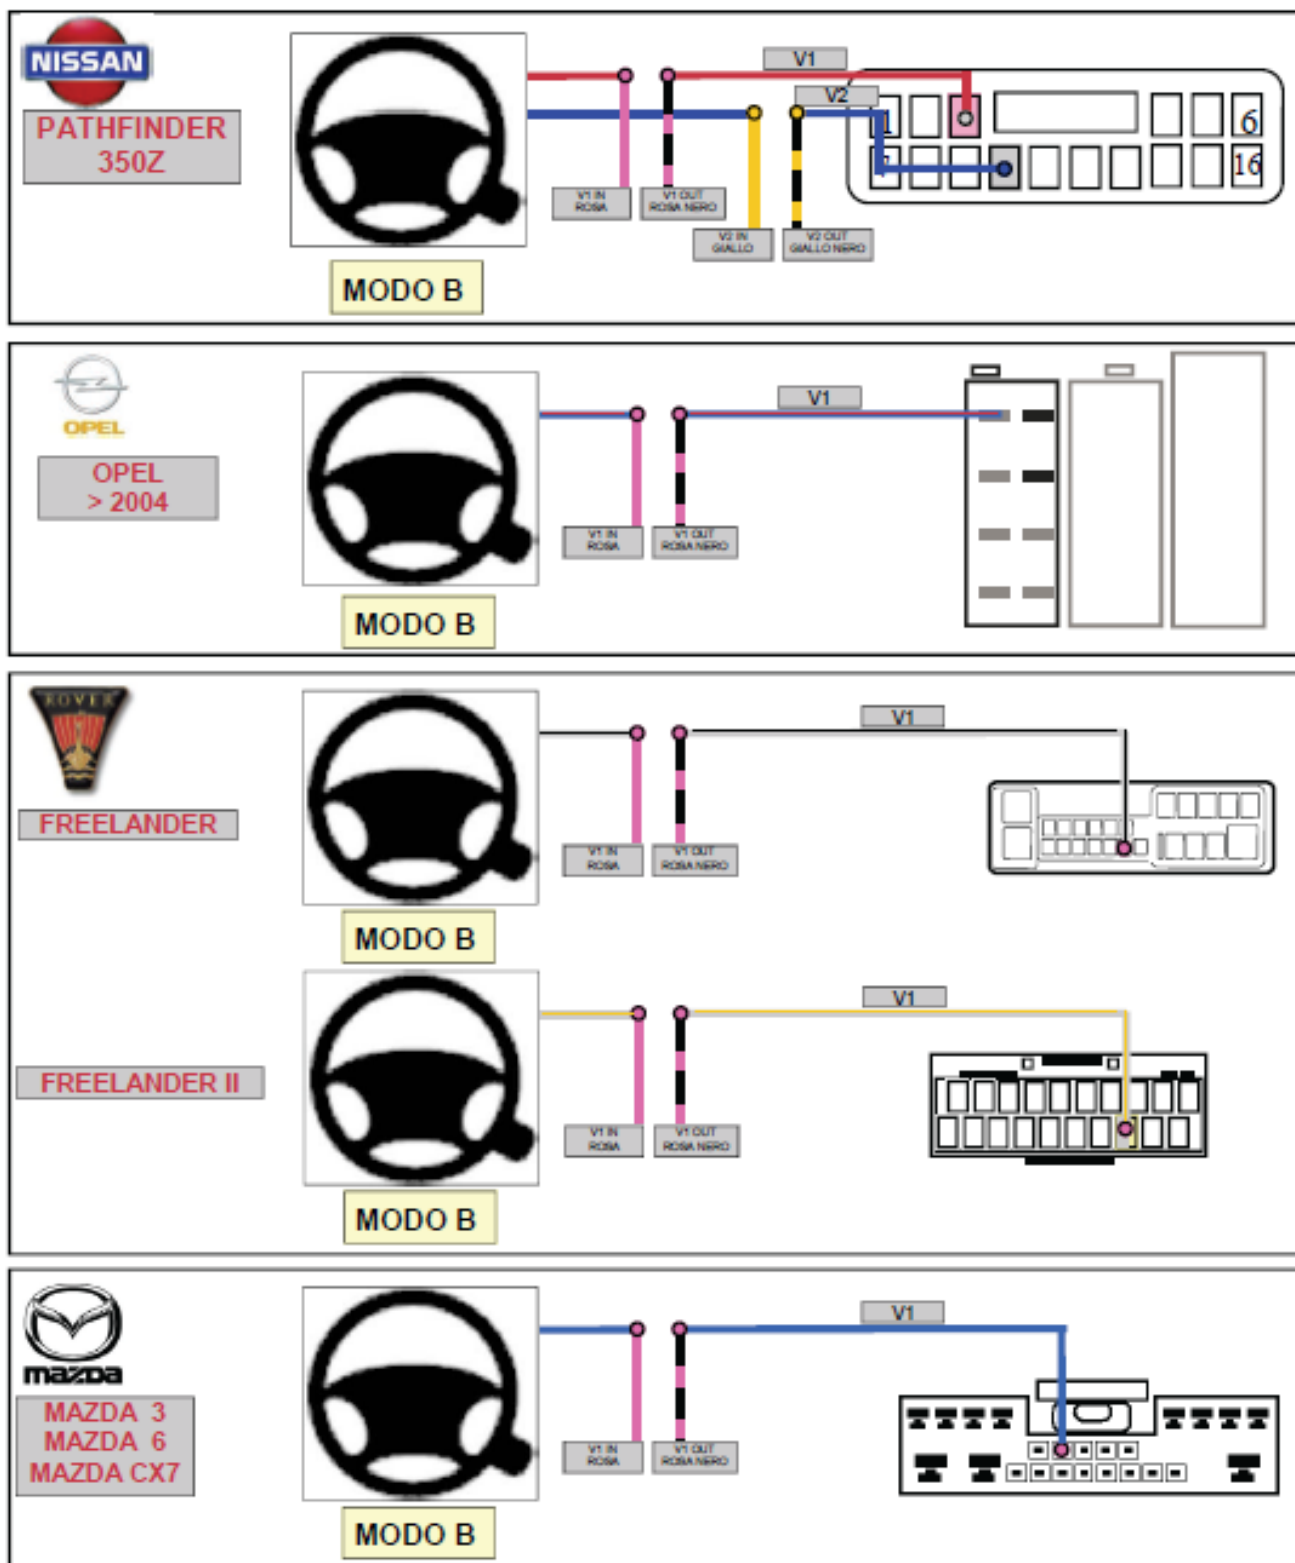 NISSAN
PATHFINDER
350Z
V1
V2
1
6
16
V1 IN
ROSA
V1 OUT
ROSA NERO
V2 IN
GIALLO
V2 OUT
GIALLO NERO
MODO B
OPEL
OPEL
> 2004
V1
V1 IN
ROSA
V1 OUT
ROSA NERO
MODO B
ROVER
FREELANDER
V1
V1 IN
ROSA
V1 OUT
ROSA NERO
MODO B
FREELANDER II
V1
V1 IN
ROSA
V1 OUT
ROSA NERO
MODO B
mazda
MAZDA 3
MAZDA 6
MAZDA CX7
V1
V1 IN
ROSA
V1 OUT
ROSA NERO
MODO B